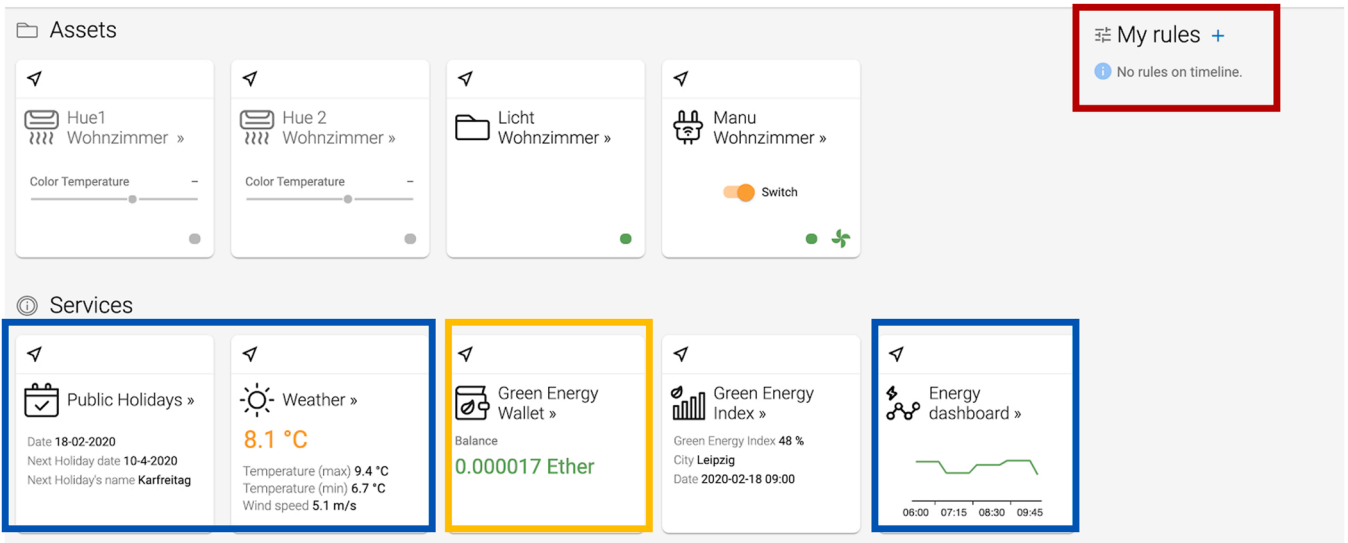 Assets
My rules +
No rules on timeline.
Hue1
Wohnzimmer »
Color Temperature –
Hue 2
Wohnzimmer »
Color Temperature –
Licht
Wohnzimmer »
Manu
Wohnzimmer »
Switch
Services
Public Holidays »
Date 18-02-2020
Next Holiday date 10-4-2020
Next Holiday's name Karfreitag
Weather »
8.1 °C
Temperature (max) 9.4 °C
Temperature (min) 6.7 °C
Wind speed 5.1 m/s
Green Energy
Wallet »
Balance
0.000017 Ether
Green Energy
Index »
Green Energy Index 48 %
City Leipzig
Date 2020-02-18 09:00
Energy
dashboard »
06:00 07:15 08:30 09:45